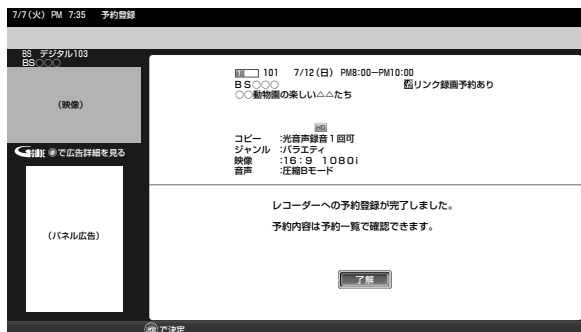 7/7(火) PM 7:35 予約登録
BS デジタル103
BS○○○
(映像)
GUIDE で広告詳細を見る
(パネル広告)
101 7/12(日) PM8:00-PM10:00
BS○○○ リンク録画予約あり
○○動物園の楽しい△△たち
HD
コピー :光音声録音1回可
ジャンル :バラエティ
映像 :16:9 1080i
音声 :圧縮Bモード
レコーダーへの予約登録が完了しました。
予約内容は予約一覧で確認できます。
了解
決定で決定